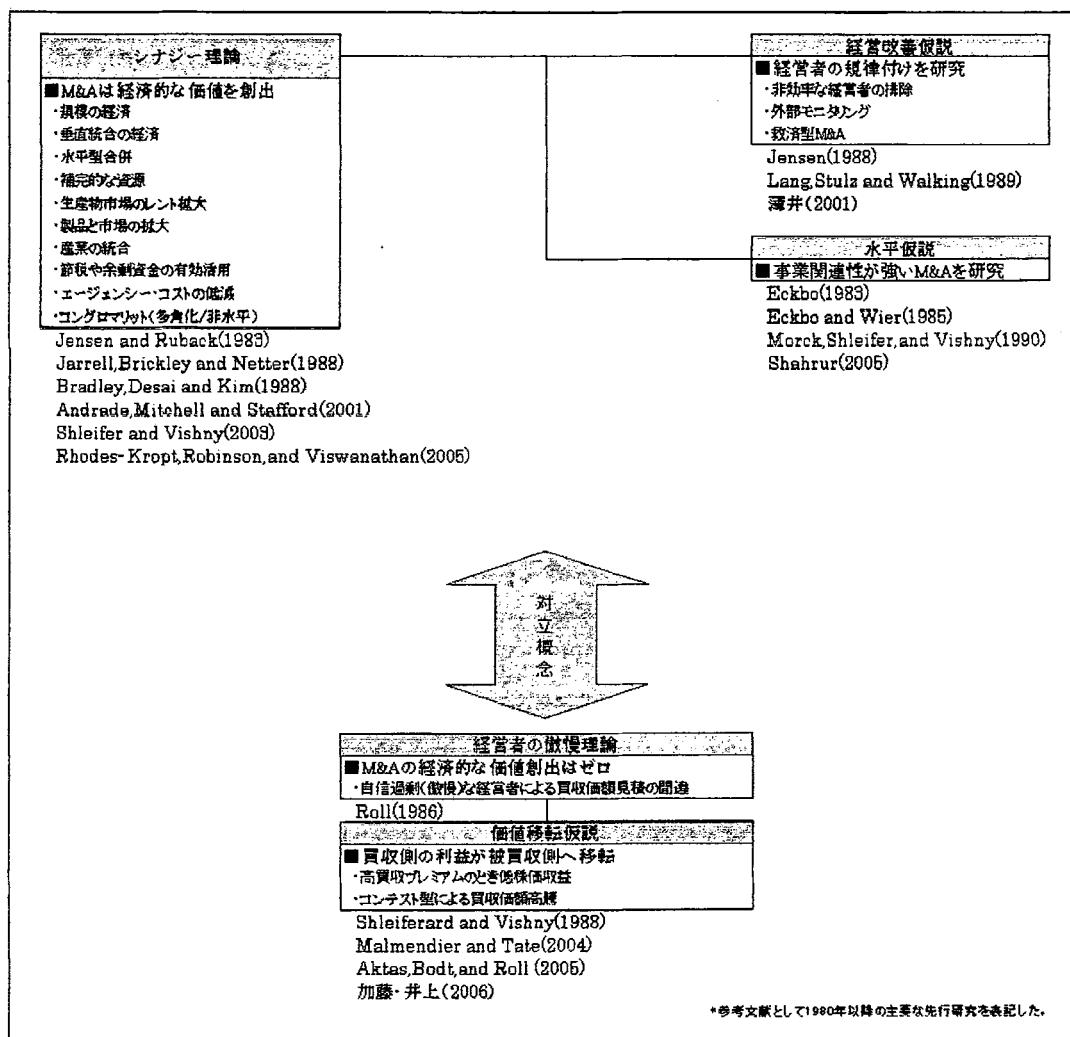 シナジー理論
■M&Aは経済的な価値を創出
・規模の経済
・垂直統合の経済
・水平型合併
・補完的な資源
・生産物市場のレント拡大
・製品と市場の拡大
・産業の統合
・節税や余剰資金の有効活用
・エージェンシー・コストの低減
・コングロマリット(多角化/非水平)
Jensen and Ruback(1983)
Jarrell,Brickley and Netter(1988)
Bradley,Desai and Kim(1988)
Andrade,Mitchell and Stafford(2001)
Shleifer and Vishny(2003)
Rhodes-Kropt,Robinson,and Viswanathan(2005)
経営改善仮説
■経営者の規律付けを研究
・非効率な経営者の排除
・外部モニタリング
・救済型M&A
Jensen(1988)
Lang,Stulz and Walking(1989)
薄井(2001)
水平仮説
■事業関連性が強いM&Aを研究
Eckbo(1983)
Eckbo and Wier(1985)
Morck,Shleifer,and Vishny(1990)
Shahrur(2005)
対立概念
経営者の傲慢理論
■M&Aの経済的な価値創出はゼロ
・自信過剰(傲慢)な経営者による買収価額見積の間違
Roll(1986)
価値移転仮説
■買収側の利益が被買収側へ移転
・高買収プレミアムのとき低株価収益
・コンテスト型による買収価額高騰
Shleiferard and Vishny(1988)
Malmendier and Tate(2004)
Aktas,Bodt,and Roll (2005)
加藤・井上(2006)
*参考文献として1980年以降の主要な先行研究を表記した。